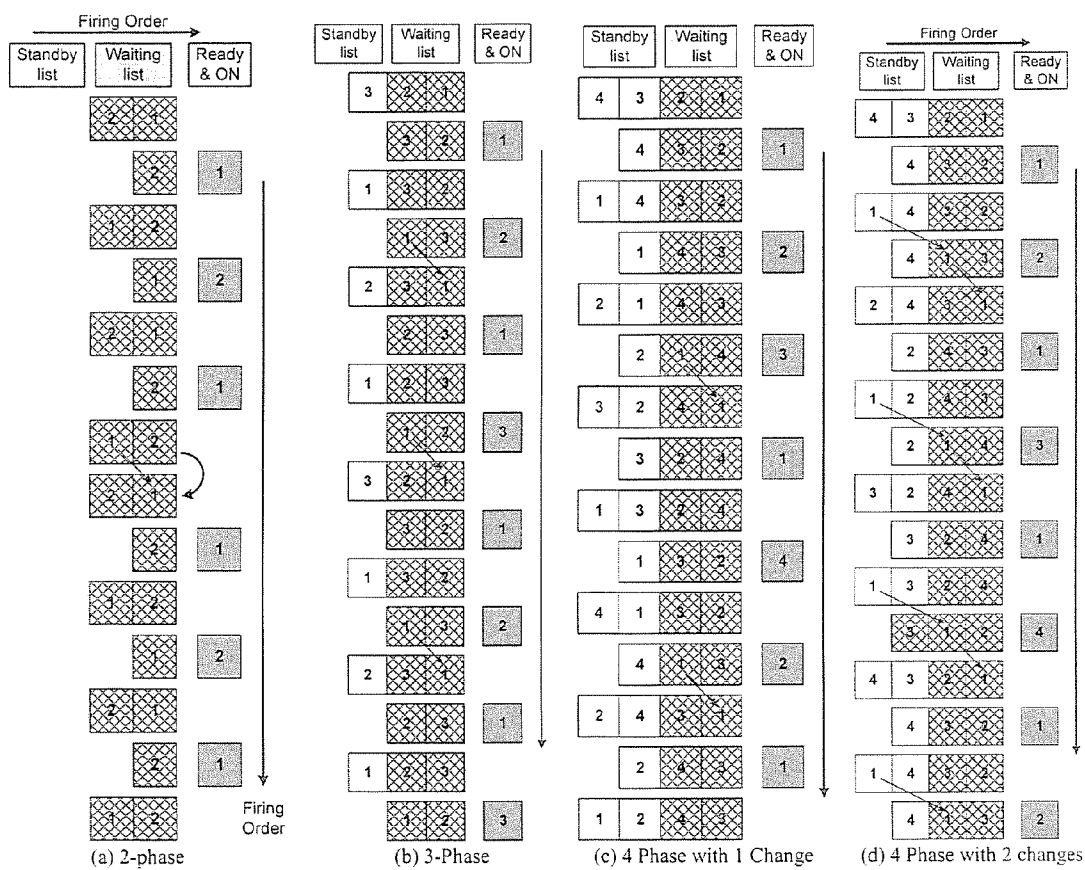 Firing Order
Standby list Waiting list Ready & ON
2 1
2 1
1 2
1 2
2 1
2 1
1 2
2 1
2 1
1 2
1 2
2 1
2 1
1 2
Firing Order
(a) 2-phase
Standby list Waiting list Ready & ON
3 2 1
3 2 1
1 3 2
1 3 2
2 3 1
2 3 1
1 2 3
1 2 3
3 2 1
3 2 1
1 3 2
1 3 2
2 3 1
2 3 1
1 2 3
1 2 3
(b) 3-Phase
Standby list Waiting list Ready & ON
4 3 2 1
4 3 2 1
1 4 3 2
1 4 3 2
2 1 4 3
2 1 4 3
3 2 4 1
3 2 4 1
1 3 2 4
1 3 2 4
4 1 3 2
4 1 3 2
2 4 3 1
2 4 3 1
1 2 4 3
(c) 4 Phase with 1 Change
Firing Order
Standby list Waiting list Ready & ON
4 3 2 1
4 3 2 1
1 4 3 2
4 1 3 2
2 4 3 1
2 4 3 1
1 2 4 3
2 1 4 3
3 2 4 1
3 2 4 1
1 3 2 4
3 1 2 4
4 3 2 1
4 3 2 1
1 4 3 2
4 1 3 2
(d) 4 Phase with 2 changes